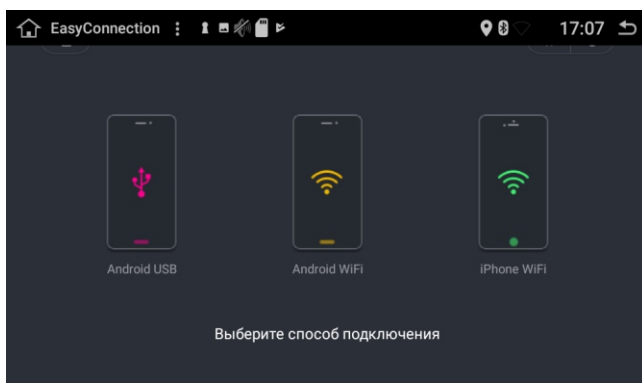 EasyConnection 17:07
Android USB Android WiFi iPhone WiFi
Выберите способ подключения